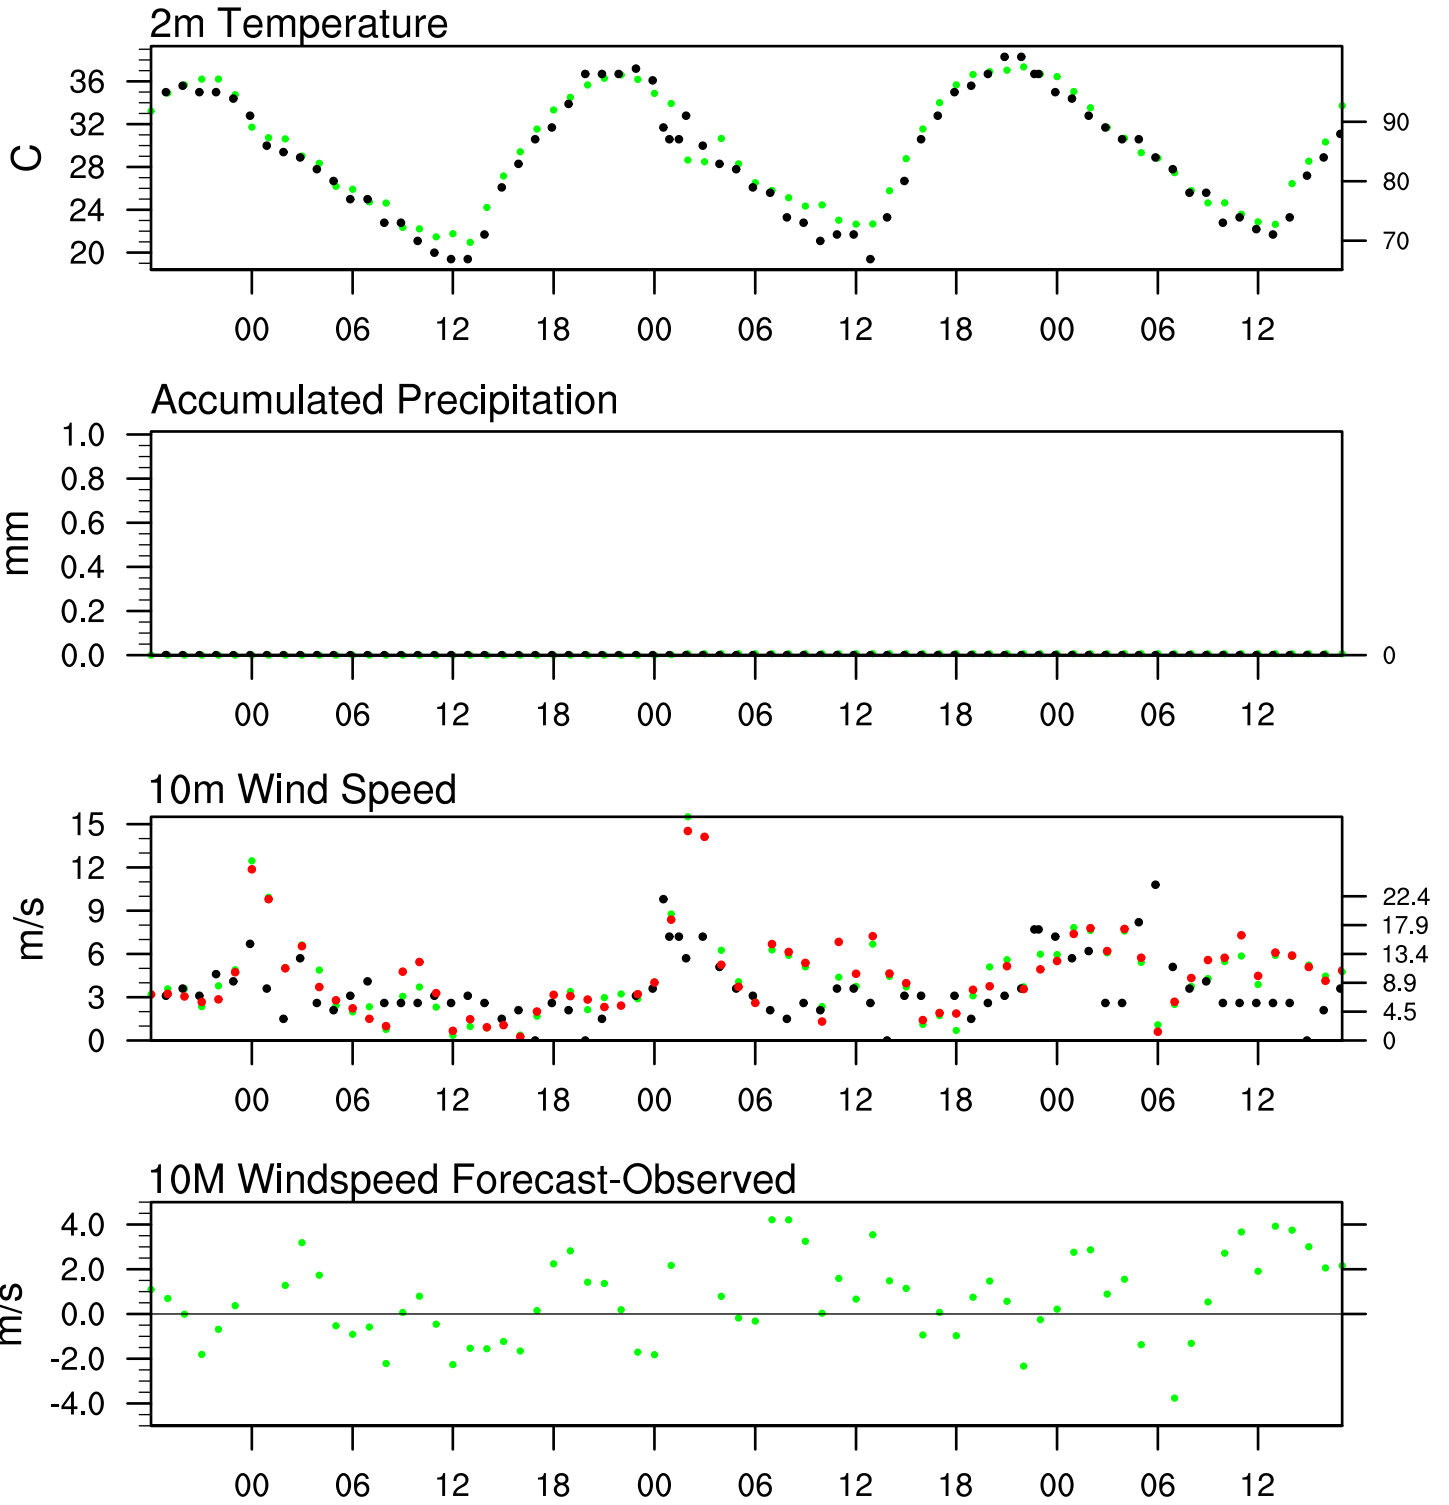 2m Temperature
C
36
32
28
24
20
90
80
70
00 06 12 18 00 06 12 18 00 06 12
Accumulated Precipitation
mm
1.0
0.8
0.6
0.4
0.2
0.0
0
00 06 12 18 00 06 12 18 00 06 12
10m Wind Speed
m/s
15
12
9
6
3
0
22.4
17.9
13.4
8.9
4.5
0
00 06 12 18 00 06 12 18 00 06 12
10M Windspeed Forecast-Observed
m/s
4.0
2.0
0.0
-2.0
-4.0
00 06 12 18 00 06 12 18 00 06 12